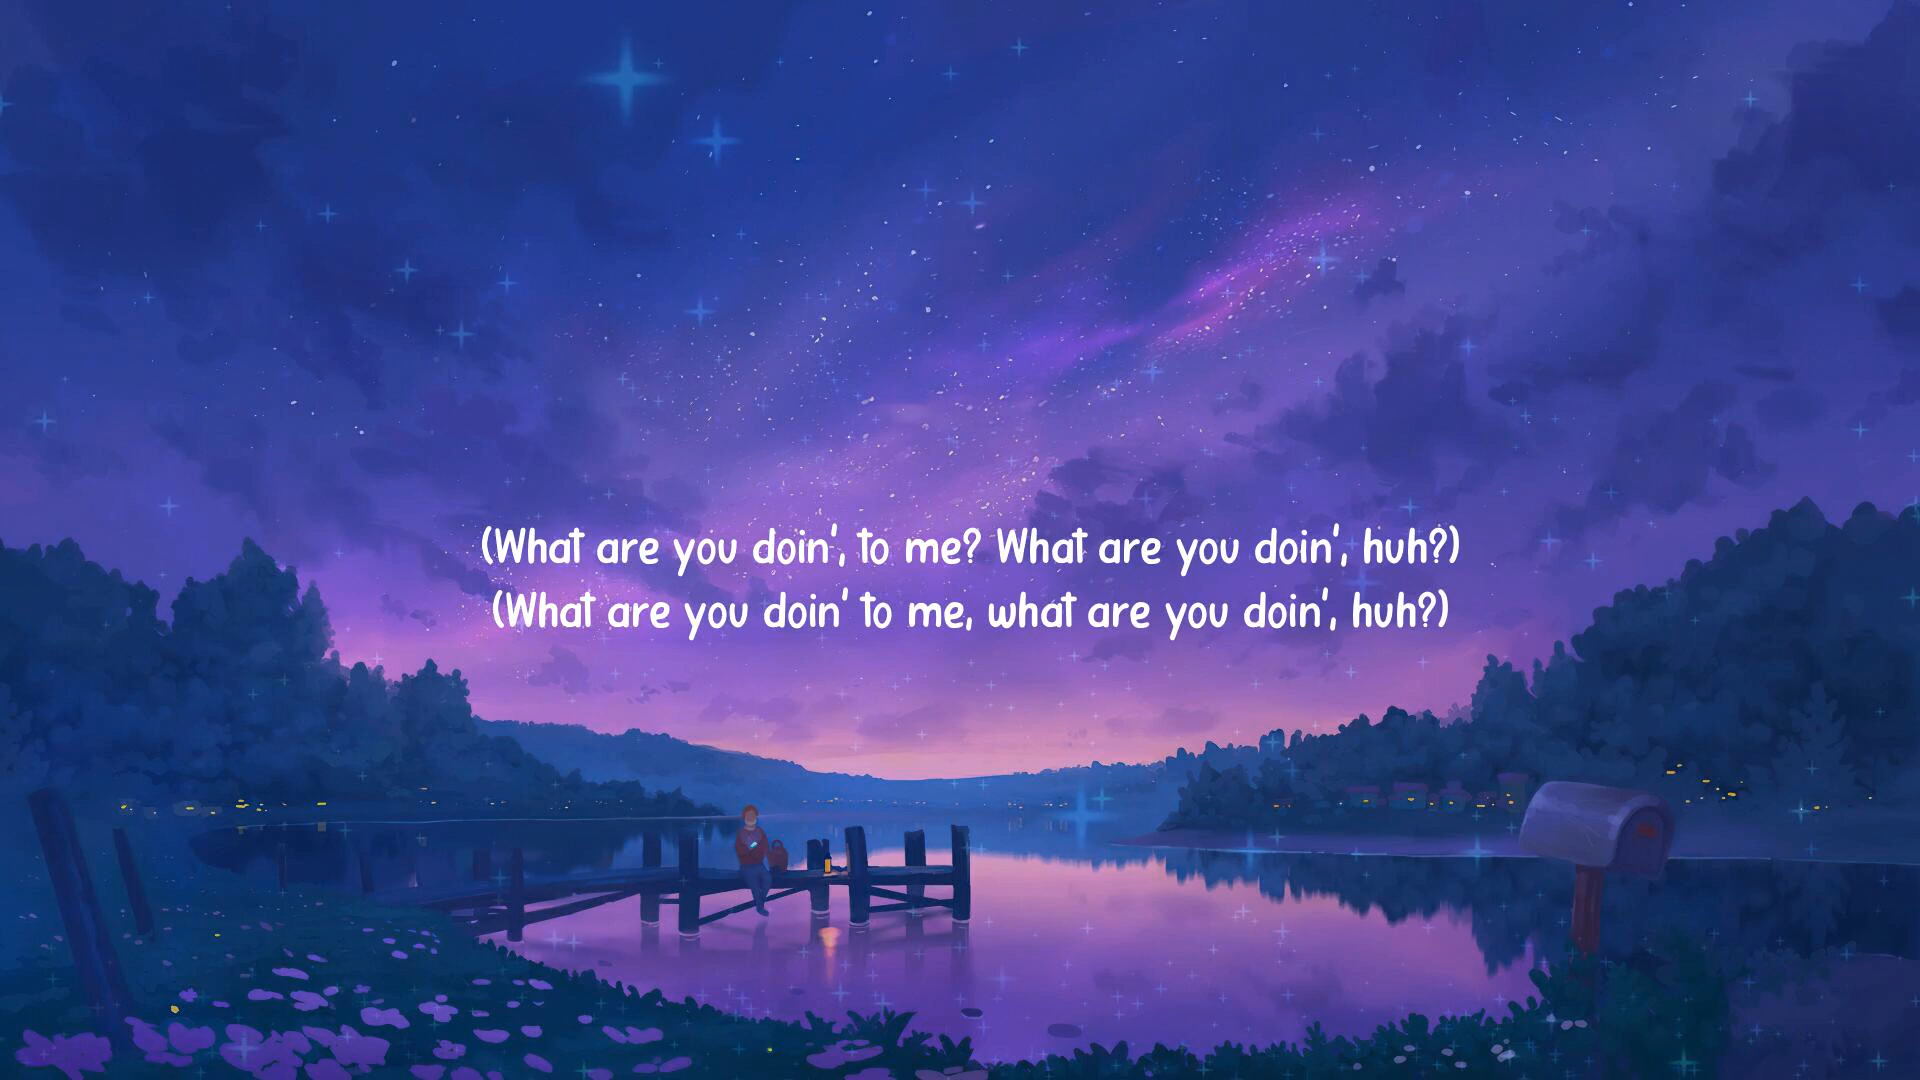 (What are you doin', to me? What are you doin', huh?)
(What are you doin' to me, what are you doin', huh?)